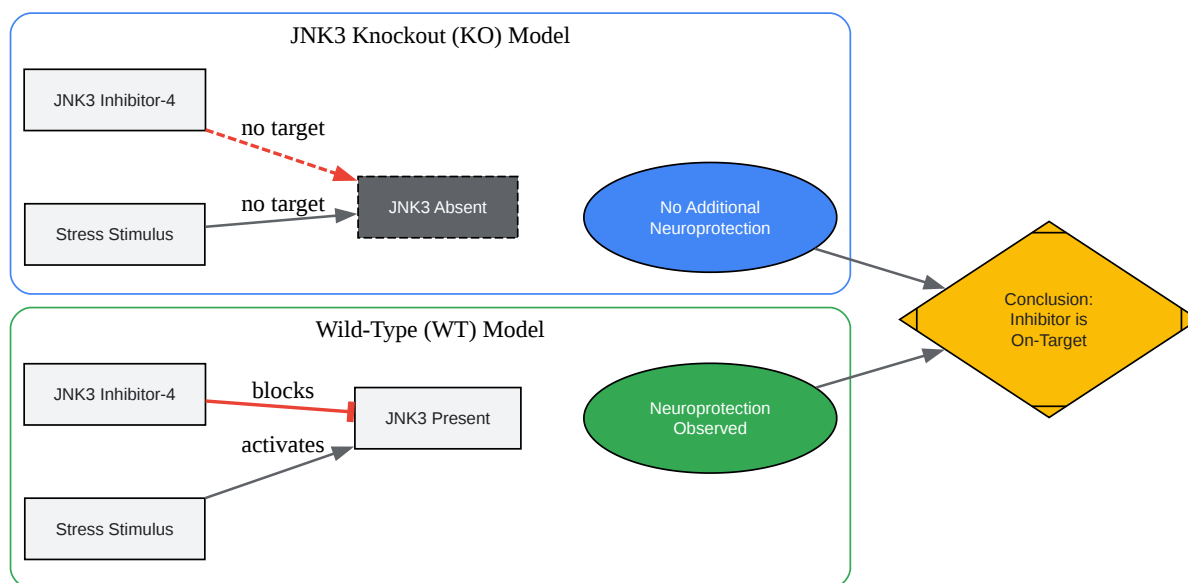 JNK3 Knockout (KO) Model
JNK3 Inhibitor-4
no target
no target
JNK3 Absent
Stress Stimulus
No Additional
Neuroprotection
Conclusion:
Inhibitor is
On-Target
Wild-Type (WT) Model
JNK3 Inhibitor-4
blocks
JNK3 Present
activates
Neuroprotection
Observed
Stress Stimulus